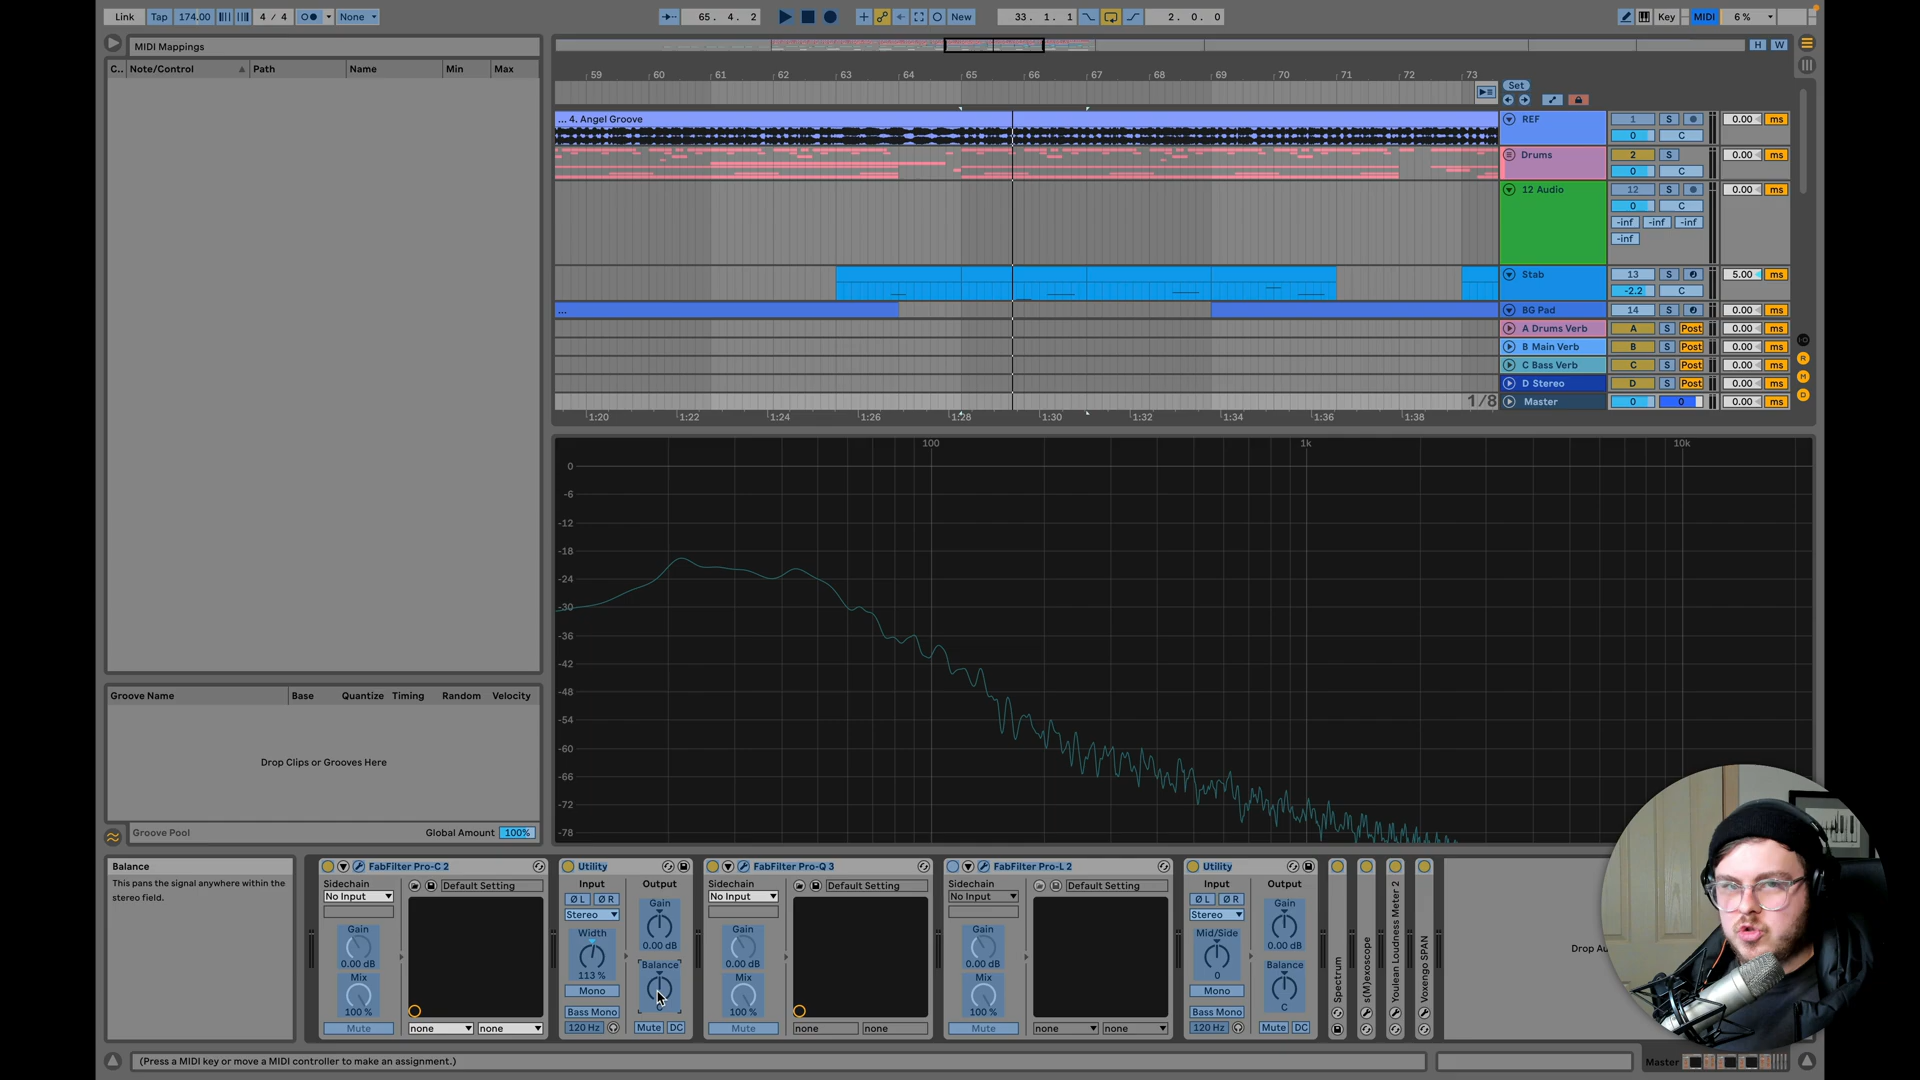 Link Tap 174.00 4 / 4 None 65. 4. 2 New 33. 1. 1 2. 0. 0 Key MIDI 6 %
MIDI Mappings
C.. Note/Control Path Name Min Max
H W
59 60 61 62 63 64 65 66 67 68 69 70 71 72 73
Set
... 4. Angel Groove
REF 1 S 0.00 ms
0 C
Drums 2 S 0.00 ms
0 C
12 Audio 12 S 0.00 ms
0 C
-inf -inf -inf
-inf
Stab 13 S 5.00 ms
-2.2 C
... BG Pad 14 S 0.00 ms
A Drums Verb A S Post 0.00 ms
B Main Verb B S Post 0.00 ms
C Bass Verb C S Post 0.00 ms
D Stereo D S Post 0.00 ms
1/8 Master 0 0 0.00 ms
1:20 1:22 1:24 1:26 1:28 1:30 1:32 1:34 1:36 1:38
R
M
D
100 1k 10k
0
-6
-12
-18
-24
-30
-36
-42
-48
-54
-60
-66
-72
-78
Groove Name Base Quantize Timing Random Velocity
Drop Clips or Grooves Here
Groove Pool Global Amount 100%
Balance
This pans the signal anywhere within the
stereo field.
FabFilter Pro-C 2
Sidechain Default Setting
No Input
Gain
0.00 dB
Mix
100 %
Mute none none
Utility
Input Output
Ø L Ø R Gain
Stereo
Width 0.00 dB
Balance
113 % C
Mono
Bass Mono
120 Hz Mute DC
FabFilter Pro-Q 3
Sidechain Default Setting
No Input
Gain
0.00 dB
Mix
100 %
Mute none none
FabFilter Pro-L 2
Sidechain Default Setting
No Input
Gain
0.00 dB
Mix
100 %
Mute none none
Utility
Input Output
Ø L Ø R Gain
Stereo
Mid/Side 0.00 dB
Balance
0 C
Mono
Bass Mono
120 Hz Mute DC
Spectrum
s(M)exoscope
Youlean Loudness Meter 2
Voxengo SPAN
Drop Au
(Press a MIDI key or move a MIDI controller to make an assignment.)
Master